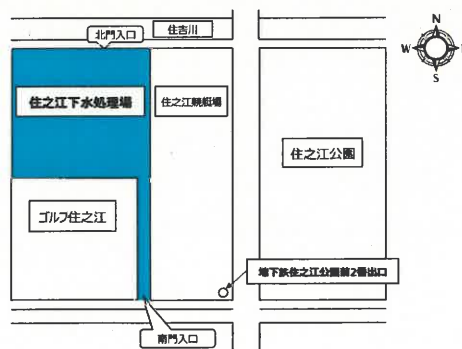 住吉川
北門入口
N
W
S
住之江下水処理場
住之江競艇場
住之江公園
ゴルフ住之江
地下鉄住之江公園前2番出口
南門入口